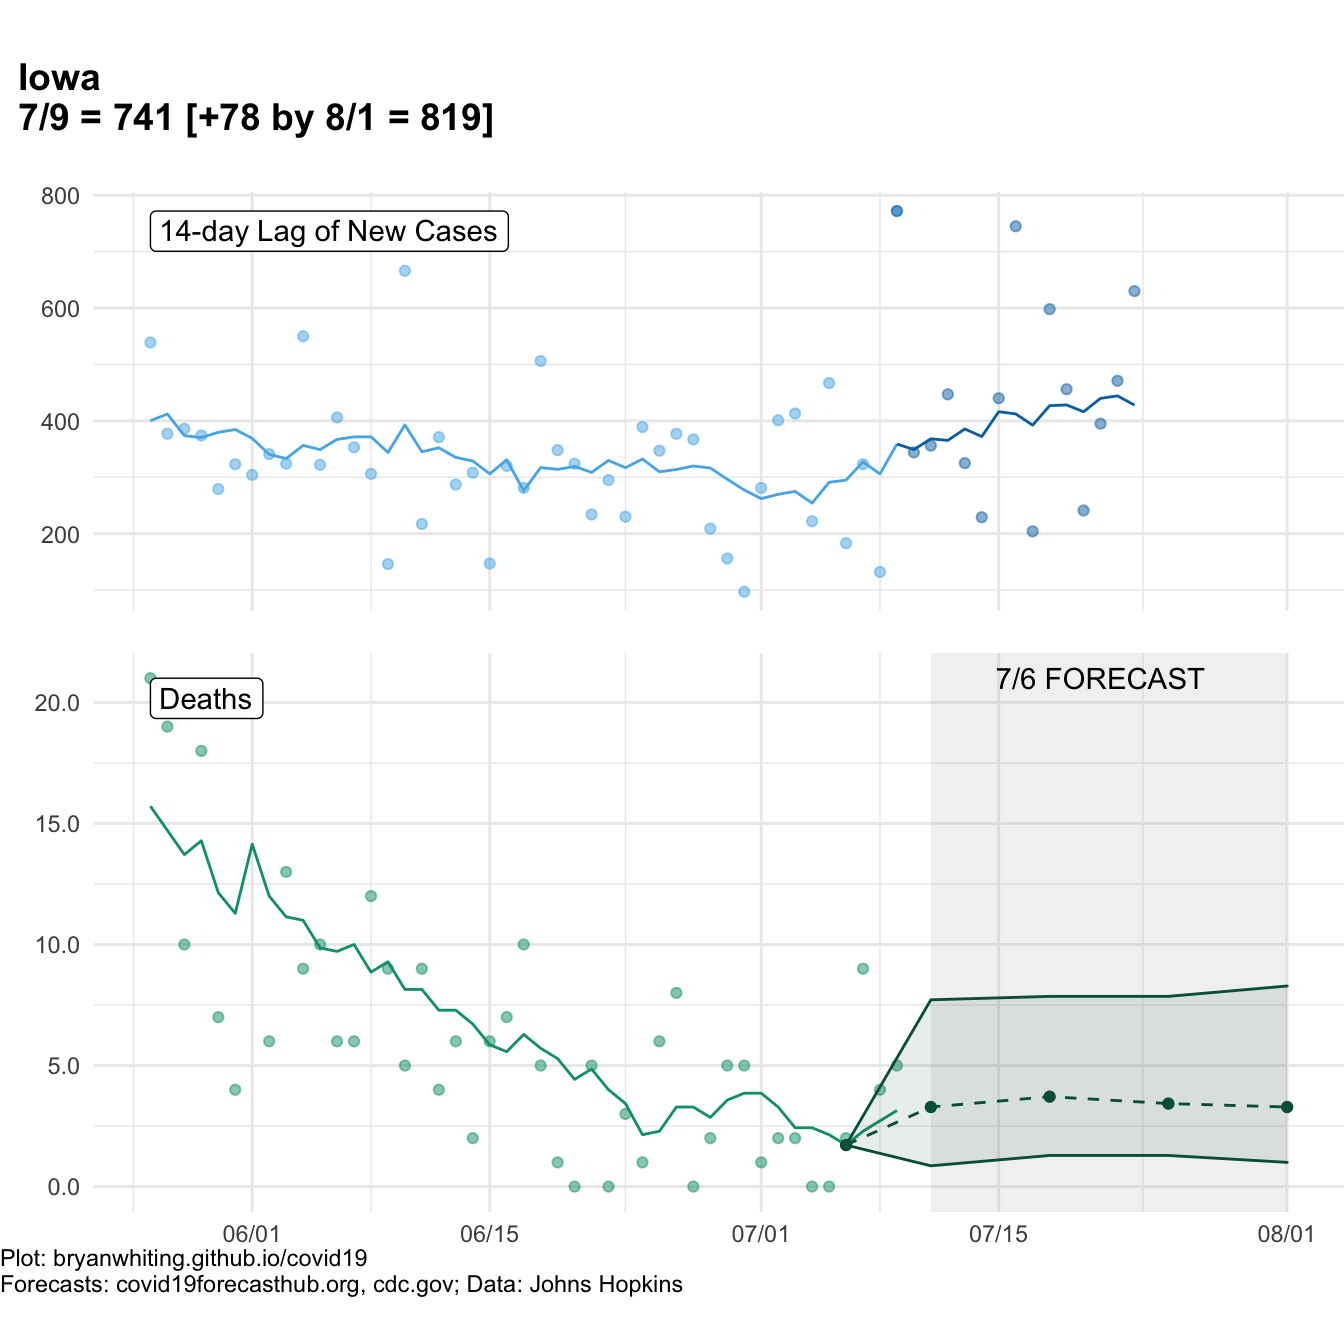 Iowa
7/9 = 741 [+78 by 8/1 = 819]
800
14-day Lag of New Cases
600
400
200
7/6 FORECAST
Deaths
20.0
15.0
10.0
5.0
0.0
06/01 06/15 07/01 07/15 08/01
Plot: bryanwhiting.github.io/covid19
Forecasts: covid19forecasthub.org, cdc.gov; Data: Johns Hopkins